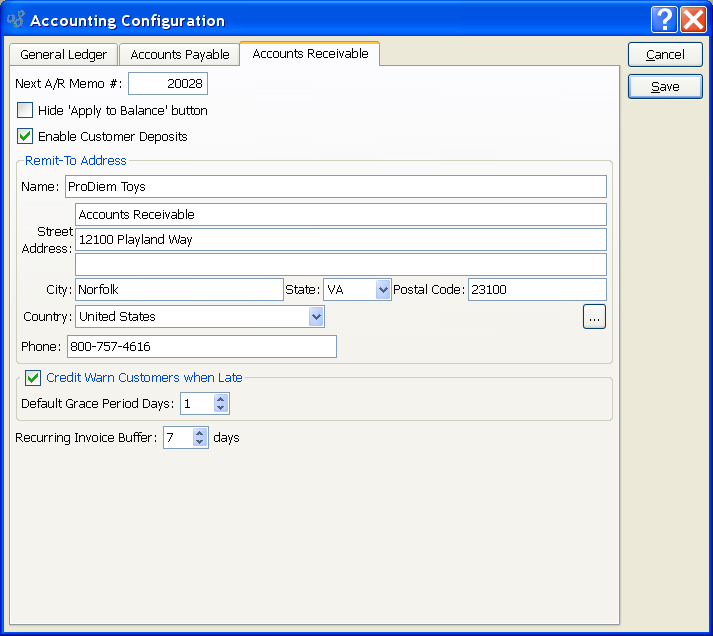 Accounting Configuration
General Ledger Accounts Payable Accounts Receivable
Cancel
Save
Next A/R Memo #: 20028
Hide 'Apply to Balance' button
Enable Customer Deposits
Remit-To Address
Name: ProDiem Toys
Street Address: Accounts Receivable
12100 Playland Way
City: Norfolk State: VA Postal Code: 23100
Country: United States ...
Phone: 800-757-4616
Credit Warn Customers when Late
Default Grace Period Days: 1
Recurring Invoice Buffer: 7 days